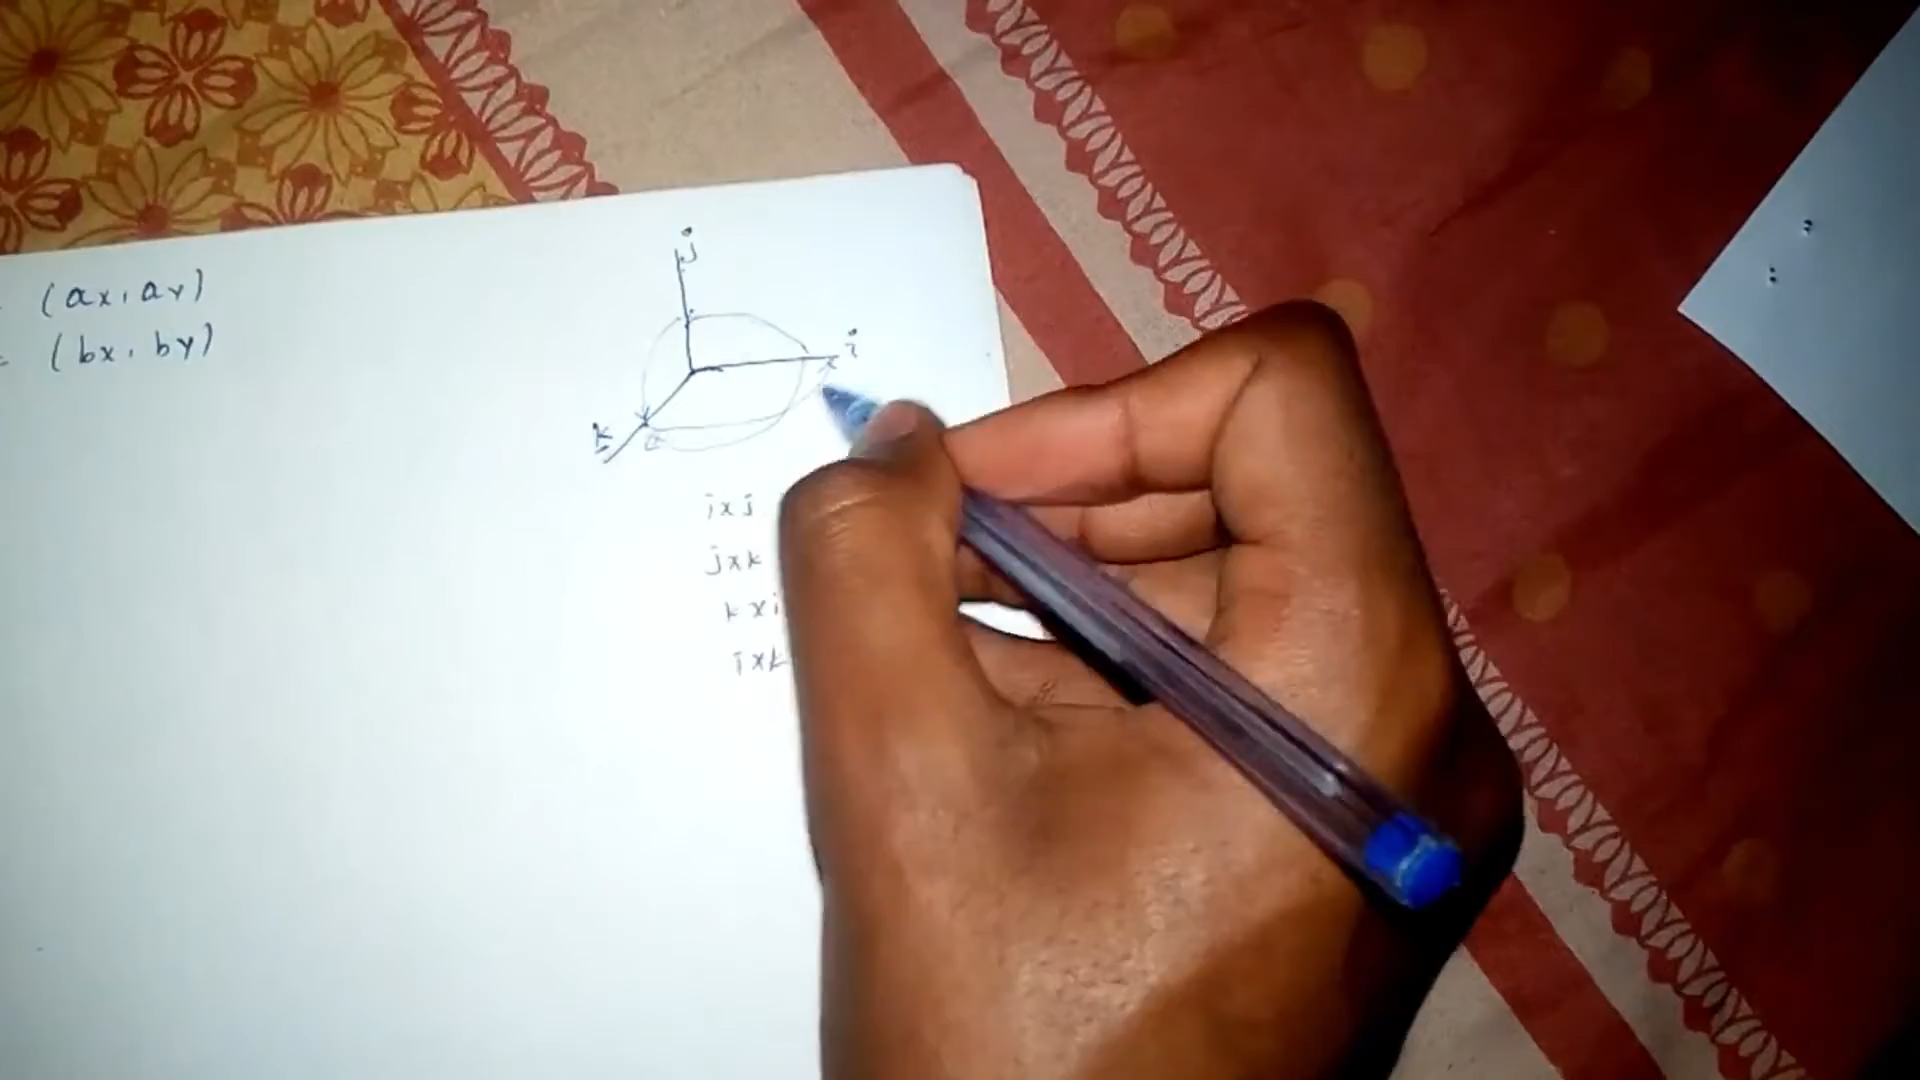 (ax, ay)
= (bx, by)
j
i
k
i x j
j x k
k x i
i x k